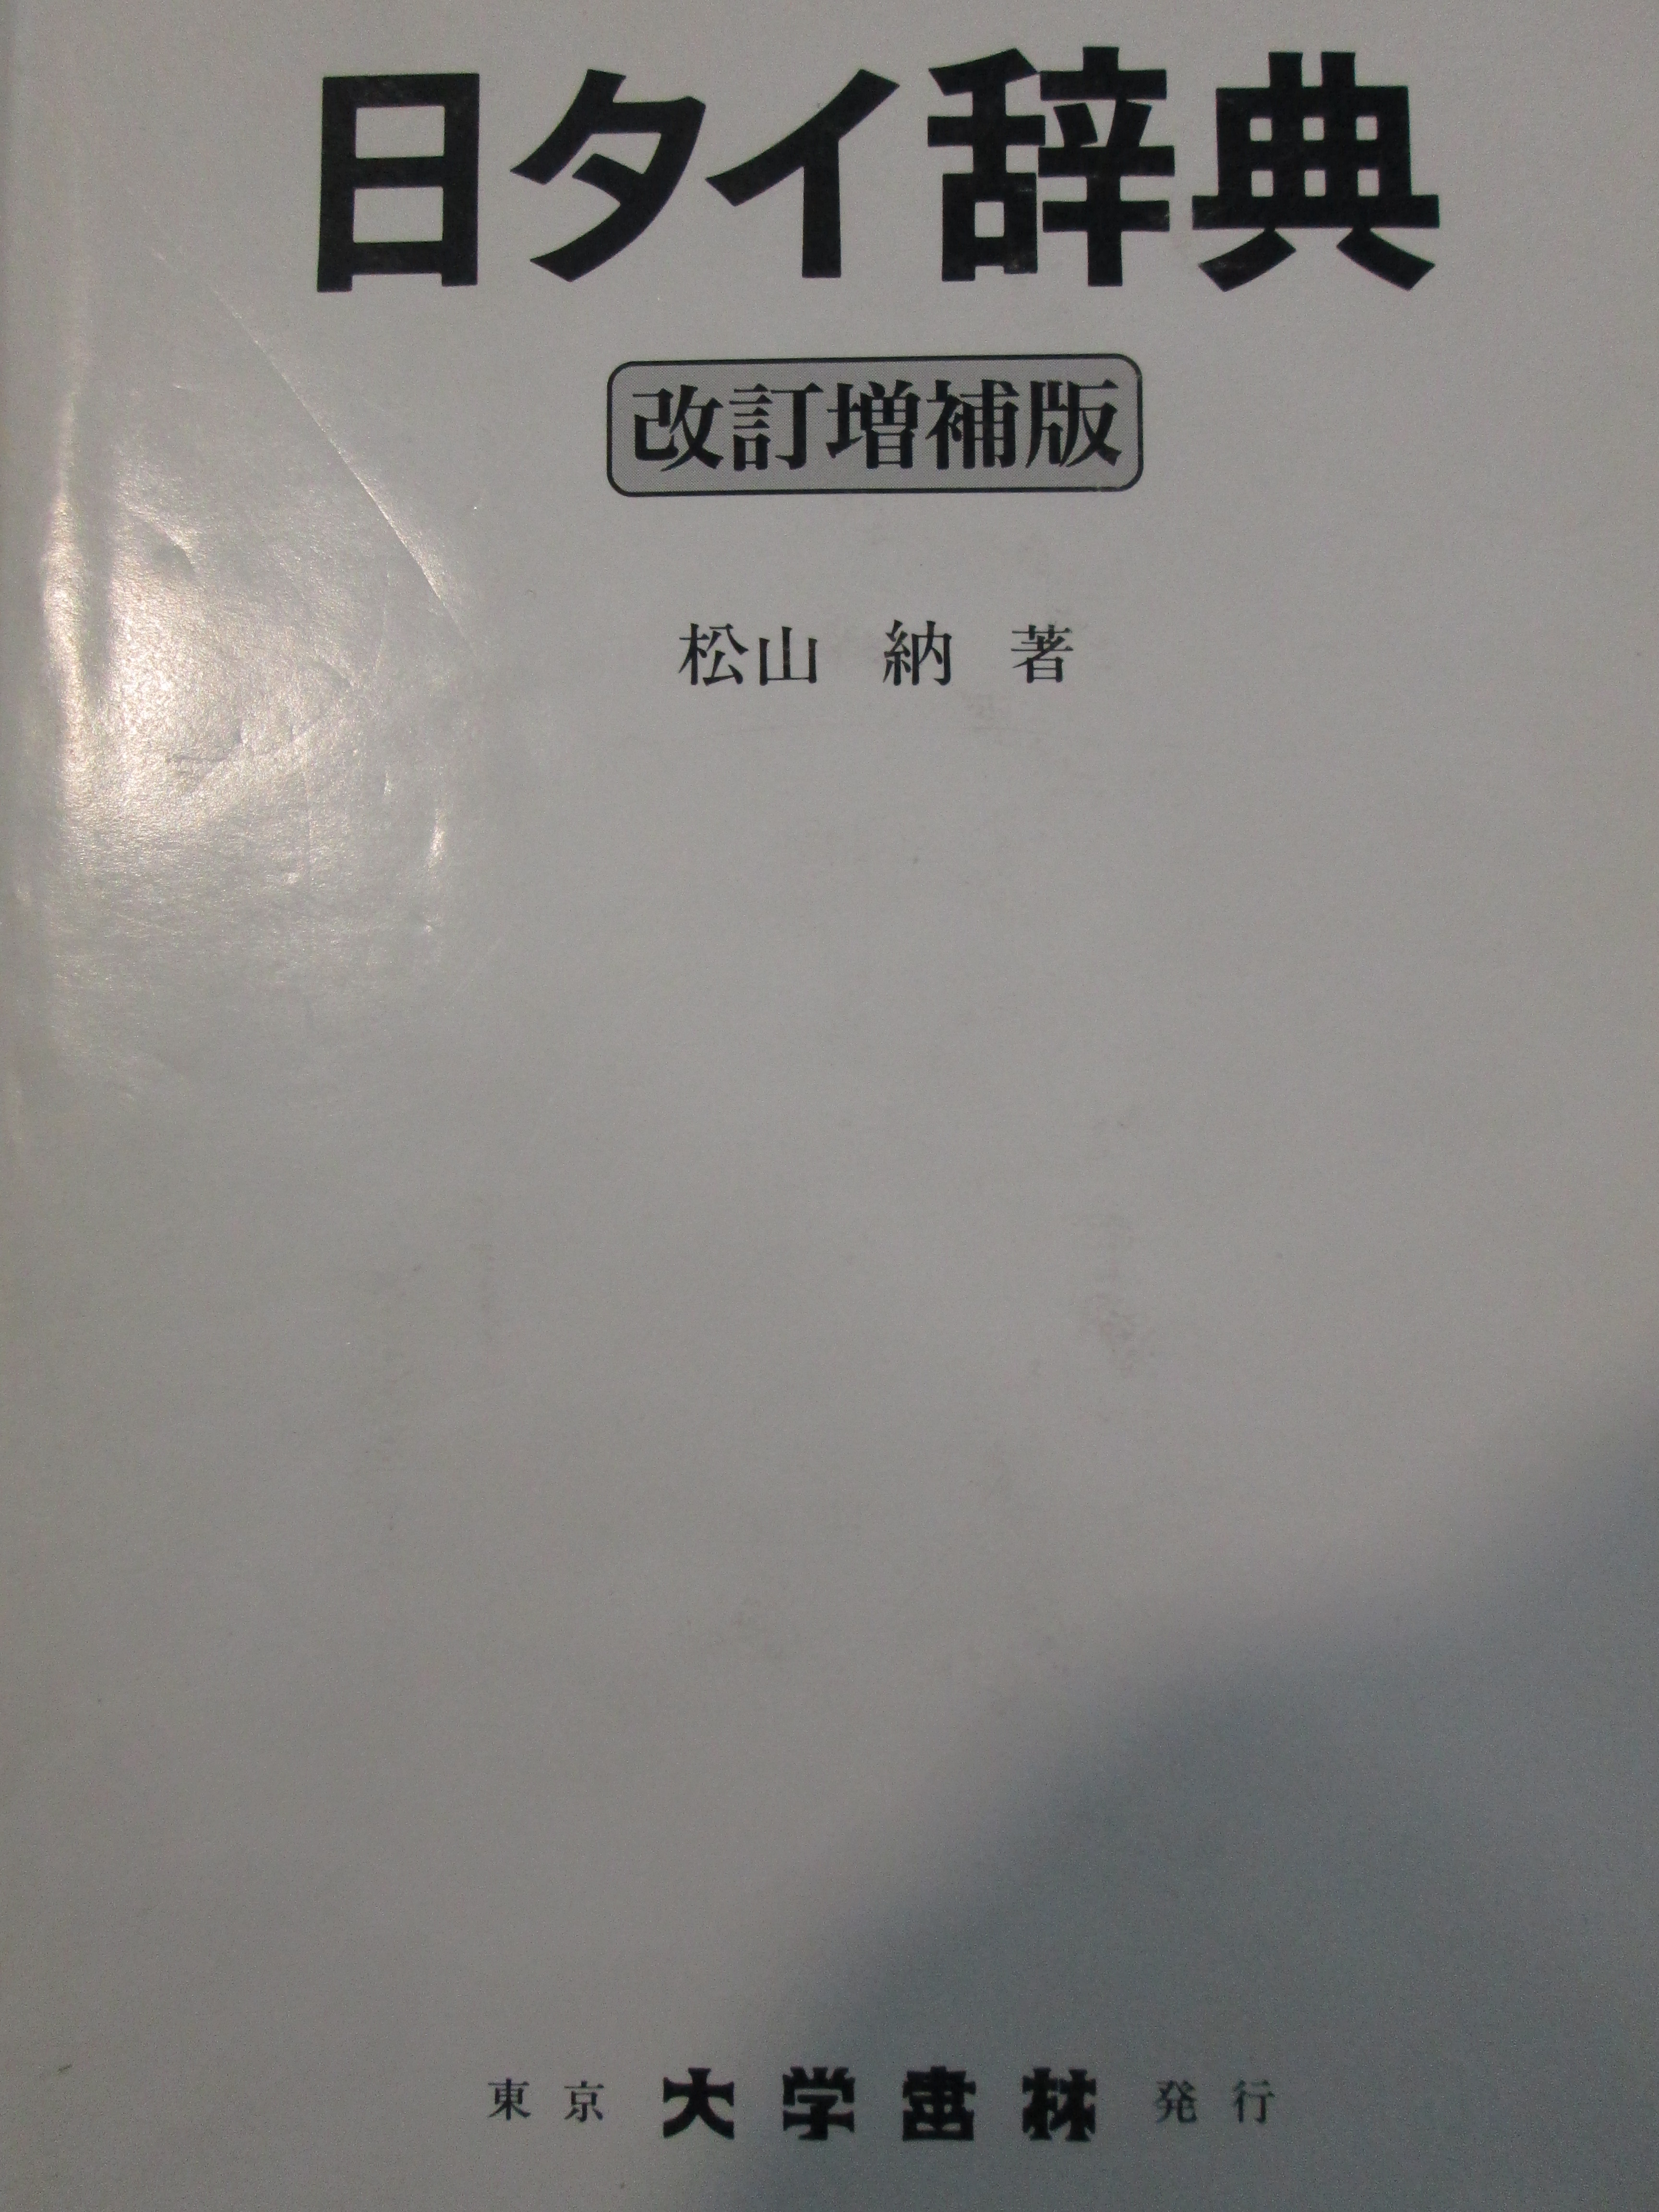 日タイ辞典
改訂増補版
松山 納 著
東京 大学書林 発行